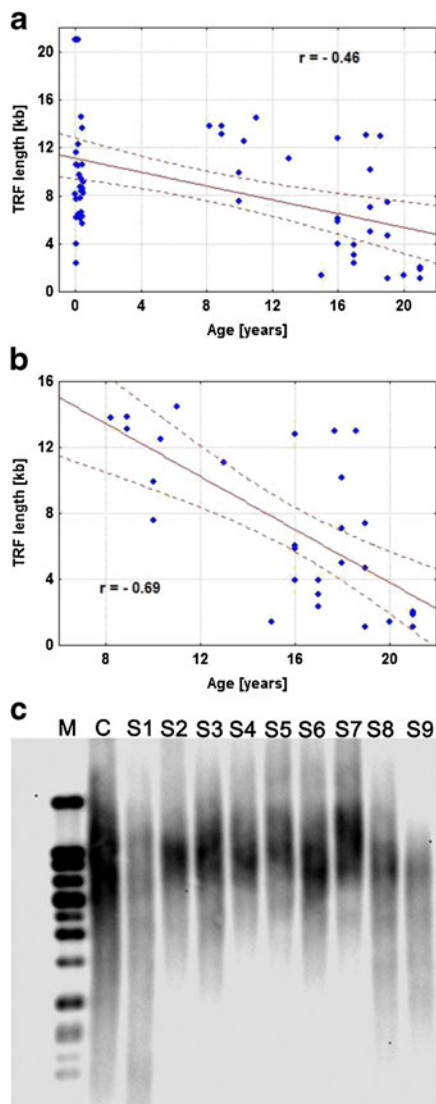 a
r = - 0.46
TRF length [kb]
20
16
12
8
4
0
0 4 8 12 16 20
Age [years]
b
r = - 0.69
TRF length [kb]
16
12
8
4
0
8 12 16 20
Age [years]
c
M C S1 S2 S3 S4 S5 S6 S7 S8 S9